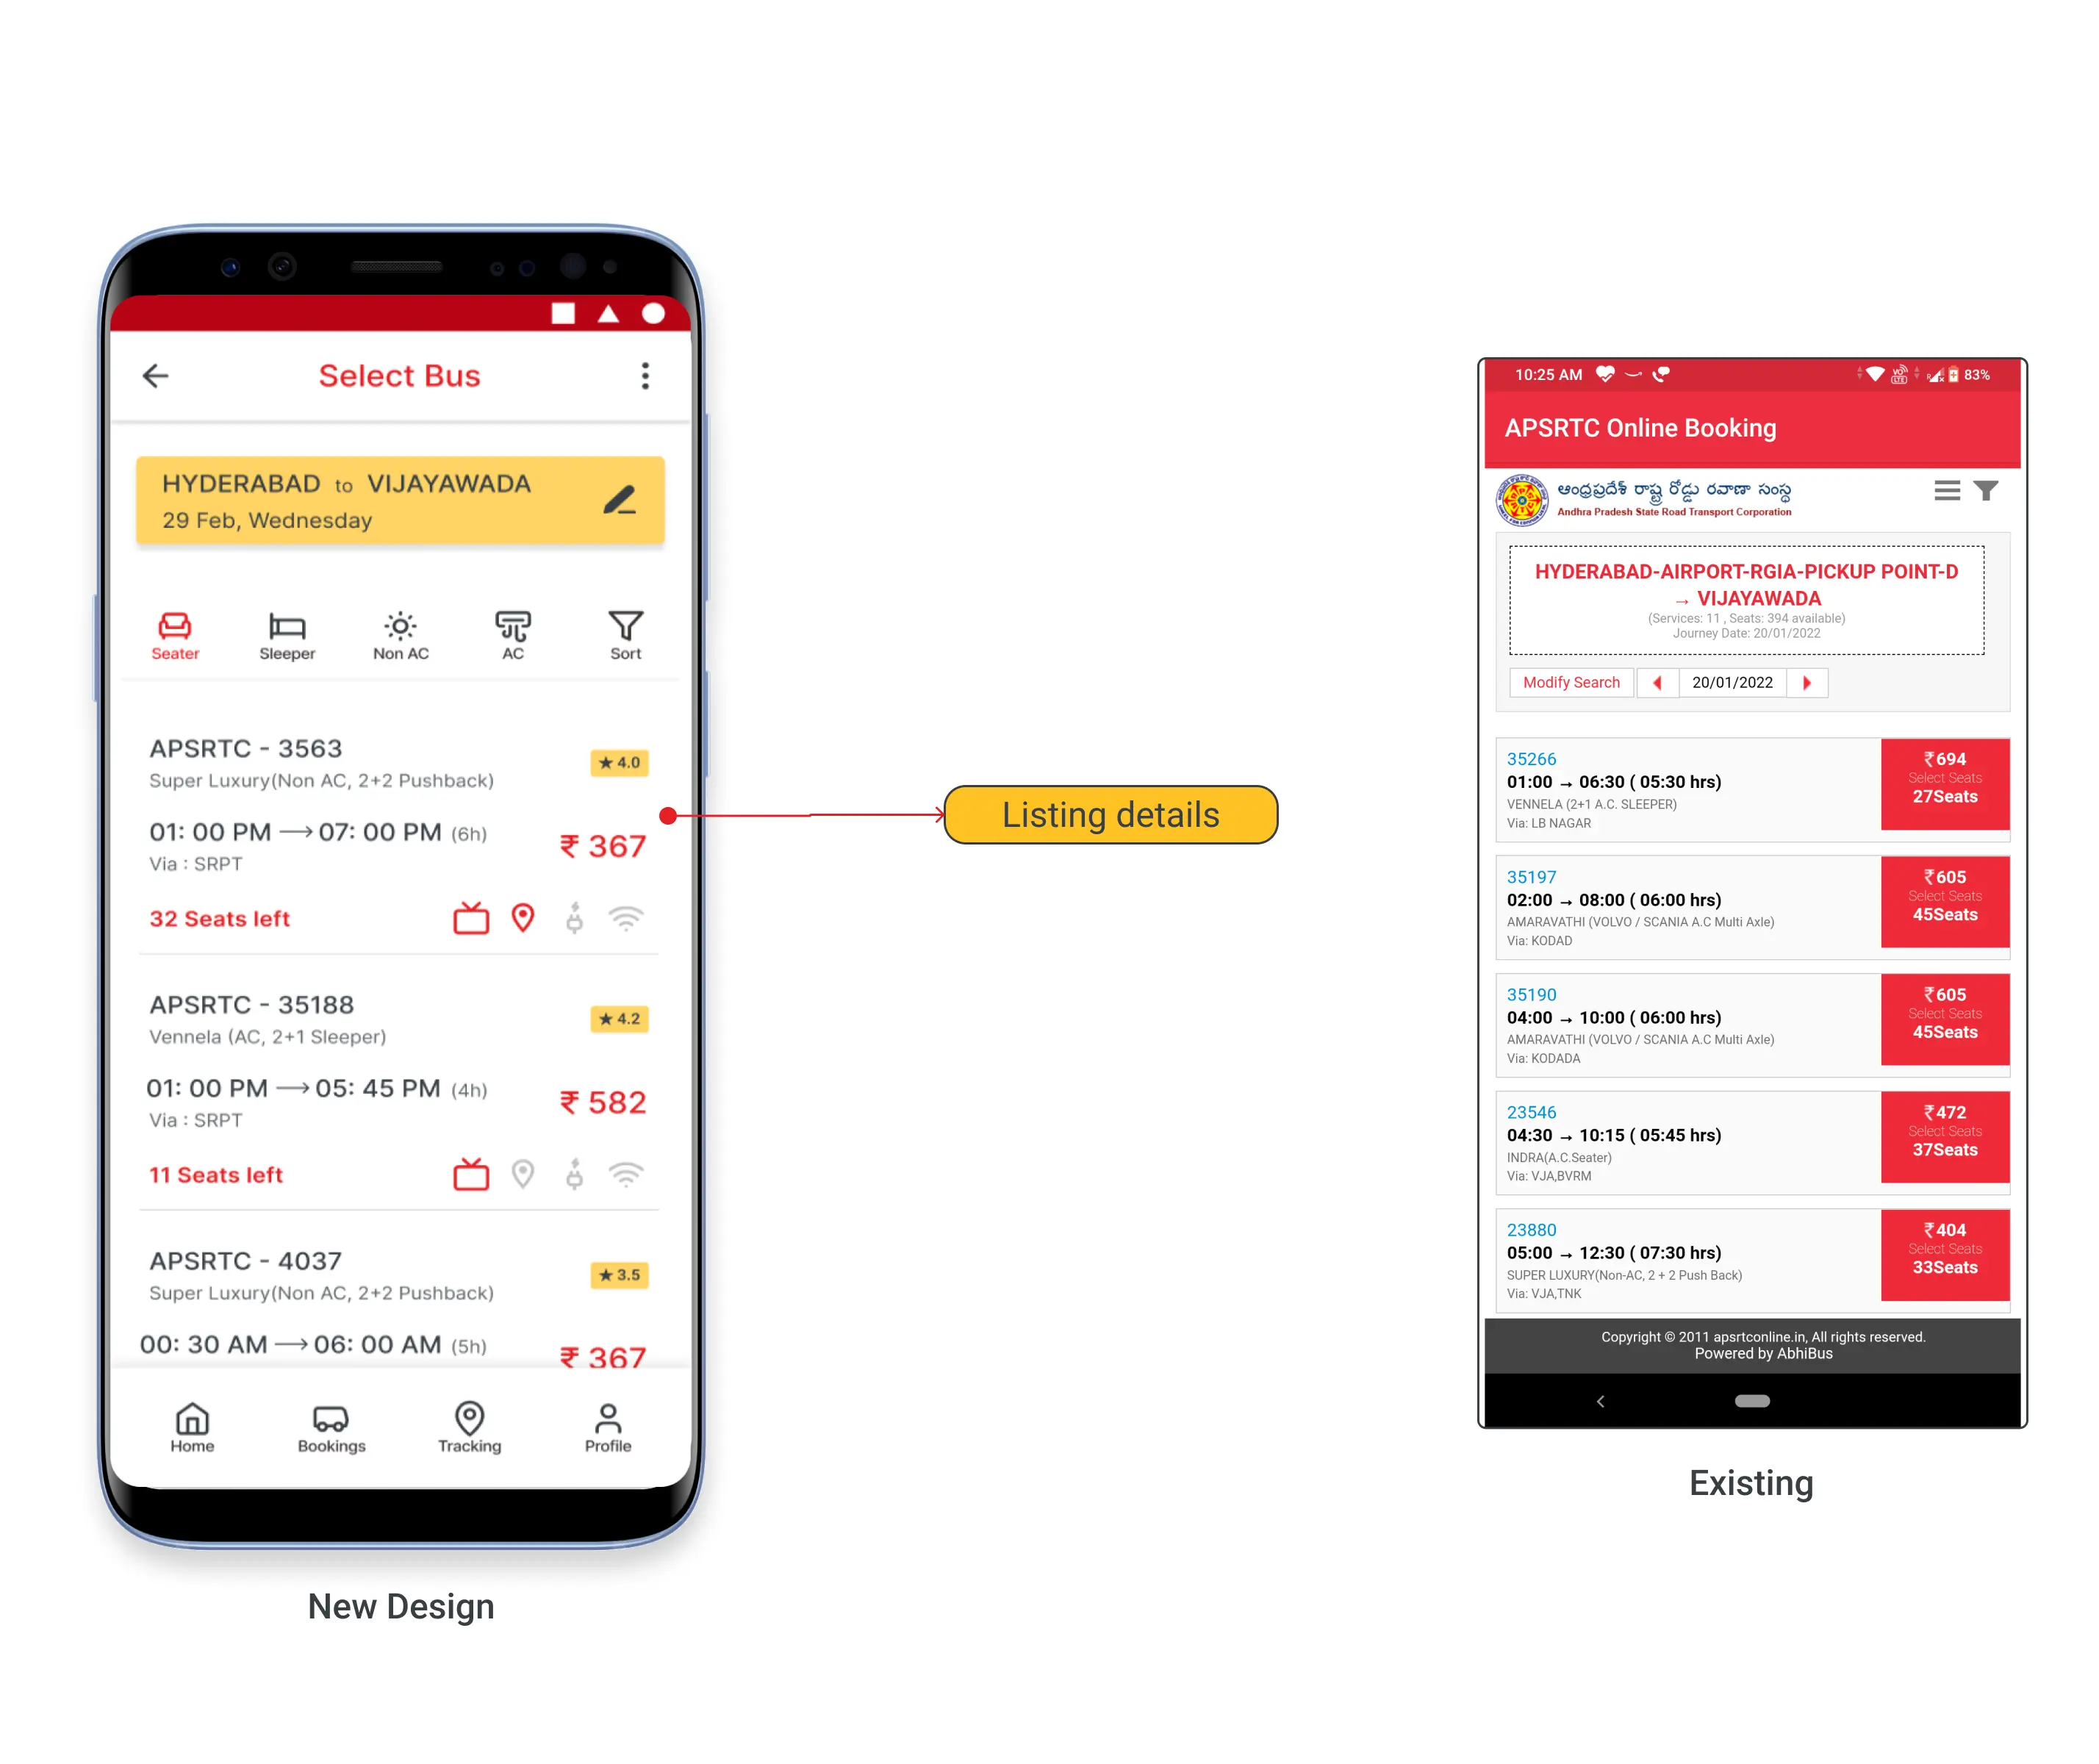 Select Bus
HYDERABAD to VIJAYAWADA
29 Feb, Wednesday
Seater
Sleeper
Non AC
AC
Sort
APSRTC - 3563
★ 4.0
Super Luxury(Non AC, 2+2 Pushback)
01: 00 PM → 07: 00 PM (6h)
₹ 367
Via : SRPT
32 Seats left
APSRTC - 35188
★ 4.2
Vennela (AC, 2+1 Sleeper)
01: 00 PM → 05: 45 PM (4h)
₹ 582
Via : SRPT
11 Seats left
APSRTC - 4037
★ 3.5
Super Luxury(Non AC, 2+2 Pushback)
00: 30 AM → 06: 00 AM (5h)
₹ 367
Home
Bookings
Tracking
Profile
New Design
Listing details
10:25 AM
83%
APSRTC Online Booking
ఆంధ్రప్రదేశ్ రాష్ట్ర రోడ్డు రవాణా సంస్థ
Andhra Pradesh State Road Transport Corporation
HYDERABAD-AIRPORT-RGIA-PICKUP POINT-D
→ VIJAYAWADA
(Services: 11 , Seats: 394 available)
Journey Date: 20/01/2022
Modify Search
20/01/2022
35266
01:00 → 06:30 ( 05:30 hrs)
VENNELA (2+1 A.C. SLEEPER)
Via: LB NAGAR
₹694
Select Seats
27Seats
35197
02:00 → 08:00 ( 06:00 hrs)
AMARAVATHI (VOLVO / SCANIA A.C Multi Axle)
Via: KODAD
₹605
Select Seats
45Seats
35190
04:00 → 10:00 ( 06:00 hrs)
AMARAVATHI (VOLVO / SCANIA A.C Multi Axle)
Via: KODADA
₹605
Select Seats
45Seats
23546
04:30 → 10:15 ( 05:45 hrs)
INDRA(A.C.Seater)
Via: VJA,BVRM
₹472
Select Seats
37Seats
23880
05:00 → 12:30 ( 07:30 hrs)
SUPER LUXURY(Non-AC, 2 + 2 Push Back)
Via: VJA,TNK
₹404
Select Seats
33Seats
Copyright © 2011 apsrtconline.in, All rights reserved.
Powered by AbhiBus
Existing